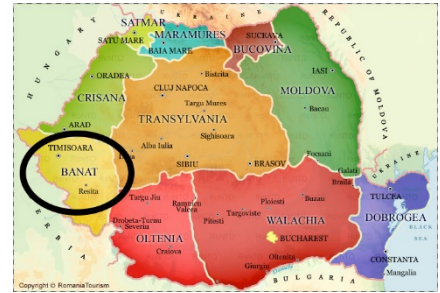 UKRAINE
SATMAR
MARAMURES
SUCEAVA
SATU MARE
BAIA MARE
BUCOVINA
REPUBLIC OF MOLDOVA
HUNGARY
ORADEA
Bistrita
IASI
CLUJ NAPOCA
CRISANA
MOLDOVA
Targu Mures
Bacau
TRANSYLVANIA
ARAD
Sighisoara
Alba Iulia
TIMISOARA
SIBIU
BRASOV
Focsani
Galati
UKRAINE
BANAT
Resita
Braila
TULCEA
Targu Jiu
Ramnicu
Valcea
Ploiesti
Buzau
Targoviste
DOBROGEA
Drobeta-Turnu
Severin
Pitesti
WALACHIA
BLACK
SEA
OLTENIA
BUCHAREST
SERBIA
Craiova
Oltenita
CONSTANTA
Giurgiu
Mangalia
BULGARIA
Copyright © RomaniaTourism